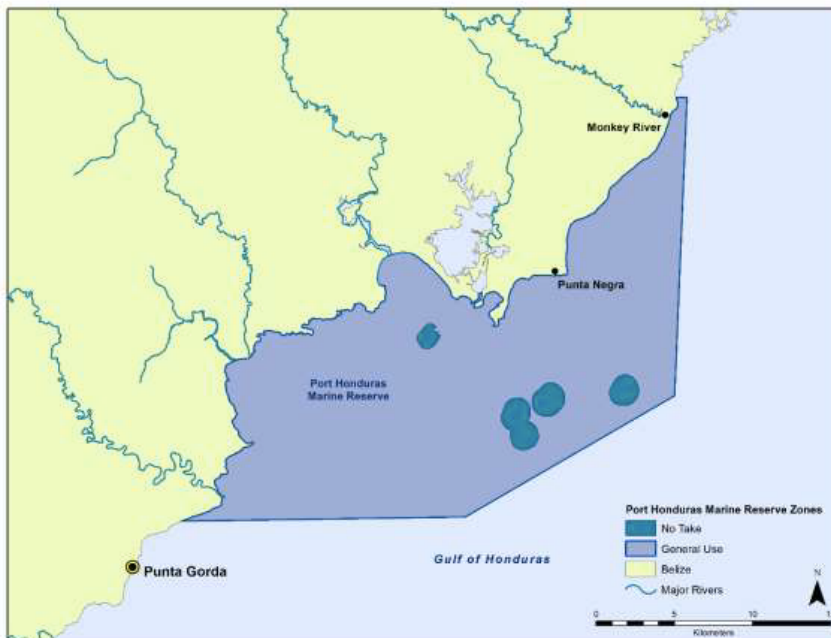 Monkey River
Punta Negra
Port Honduras
Marine Reserve
Port Honduras Marine Reserve Zones
No Take
General Use
Belize
Major Rivers
Gulf of Honduras
Punta Gorda
N
0 5 10
Kilometers